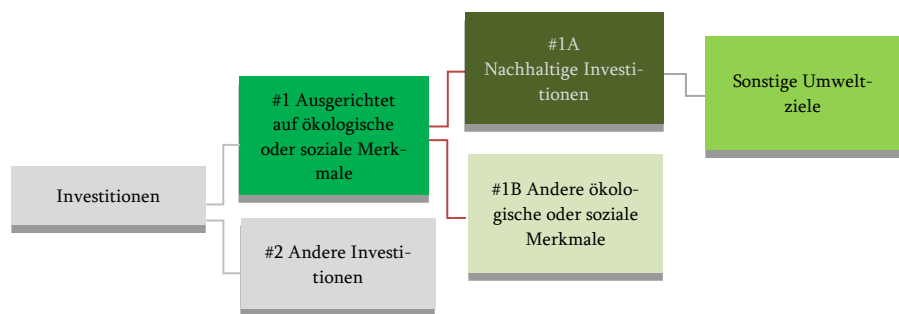 Investitionen
#1 Ausgerichtet
auf ökologische
oder soziale Merk-
male
#2 Andere Investi-
tionen
#1A
Nachhaltige Investi-
tionen
#1B Andere ökolo-
gische oder soziale
Merkmale
Sonstige Umwelt-
ziele